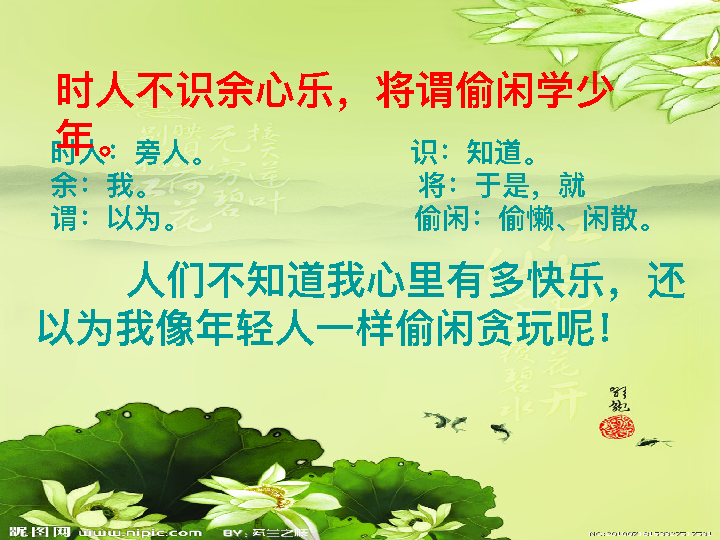 时人不识余心乐，将谓偷闲学少
年。
时人：旁人。 识：知道。
余：我。 将：于是，就
谓：以为。 偷闲：偷懒、闲散。
人们不知道我心里有多快乐，还
以为我像年轻人一样偷闲贪玩呢！
昵图网 www.nipic.com